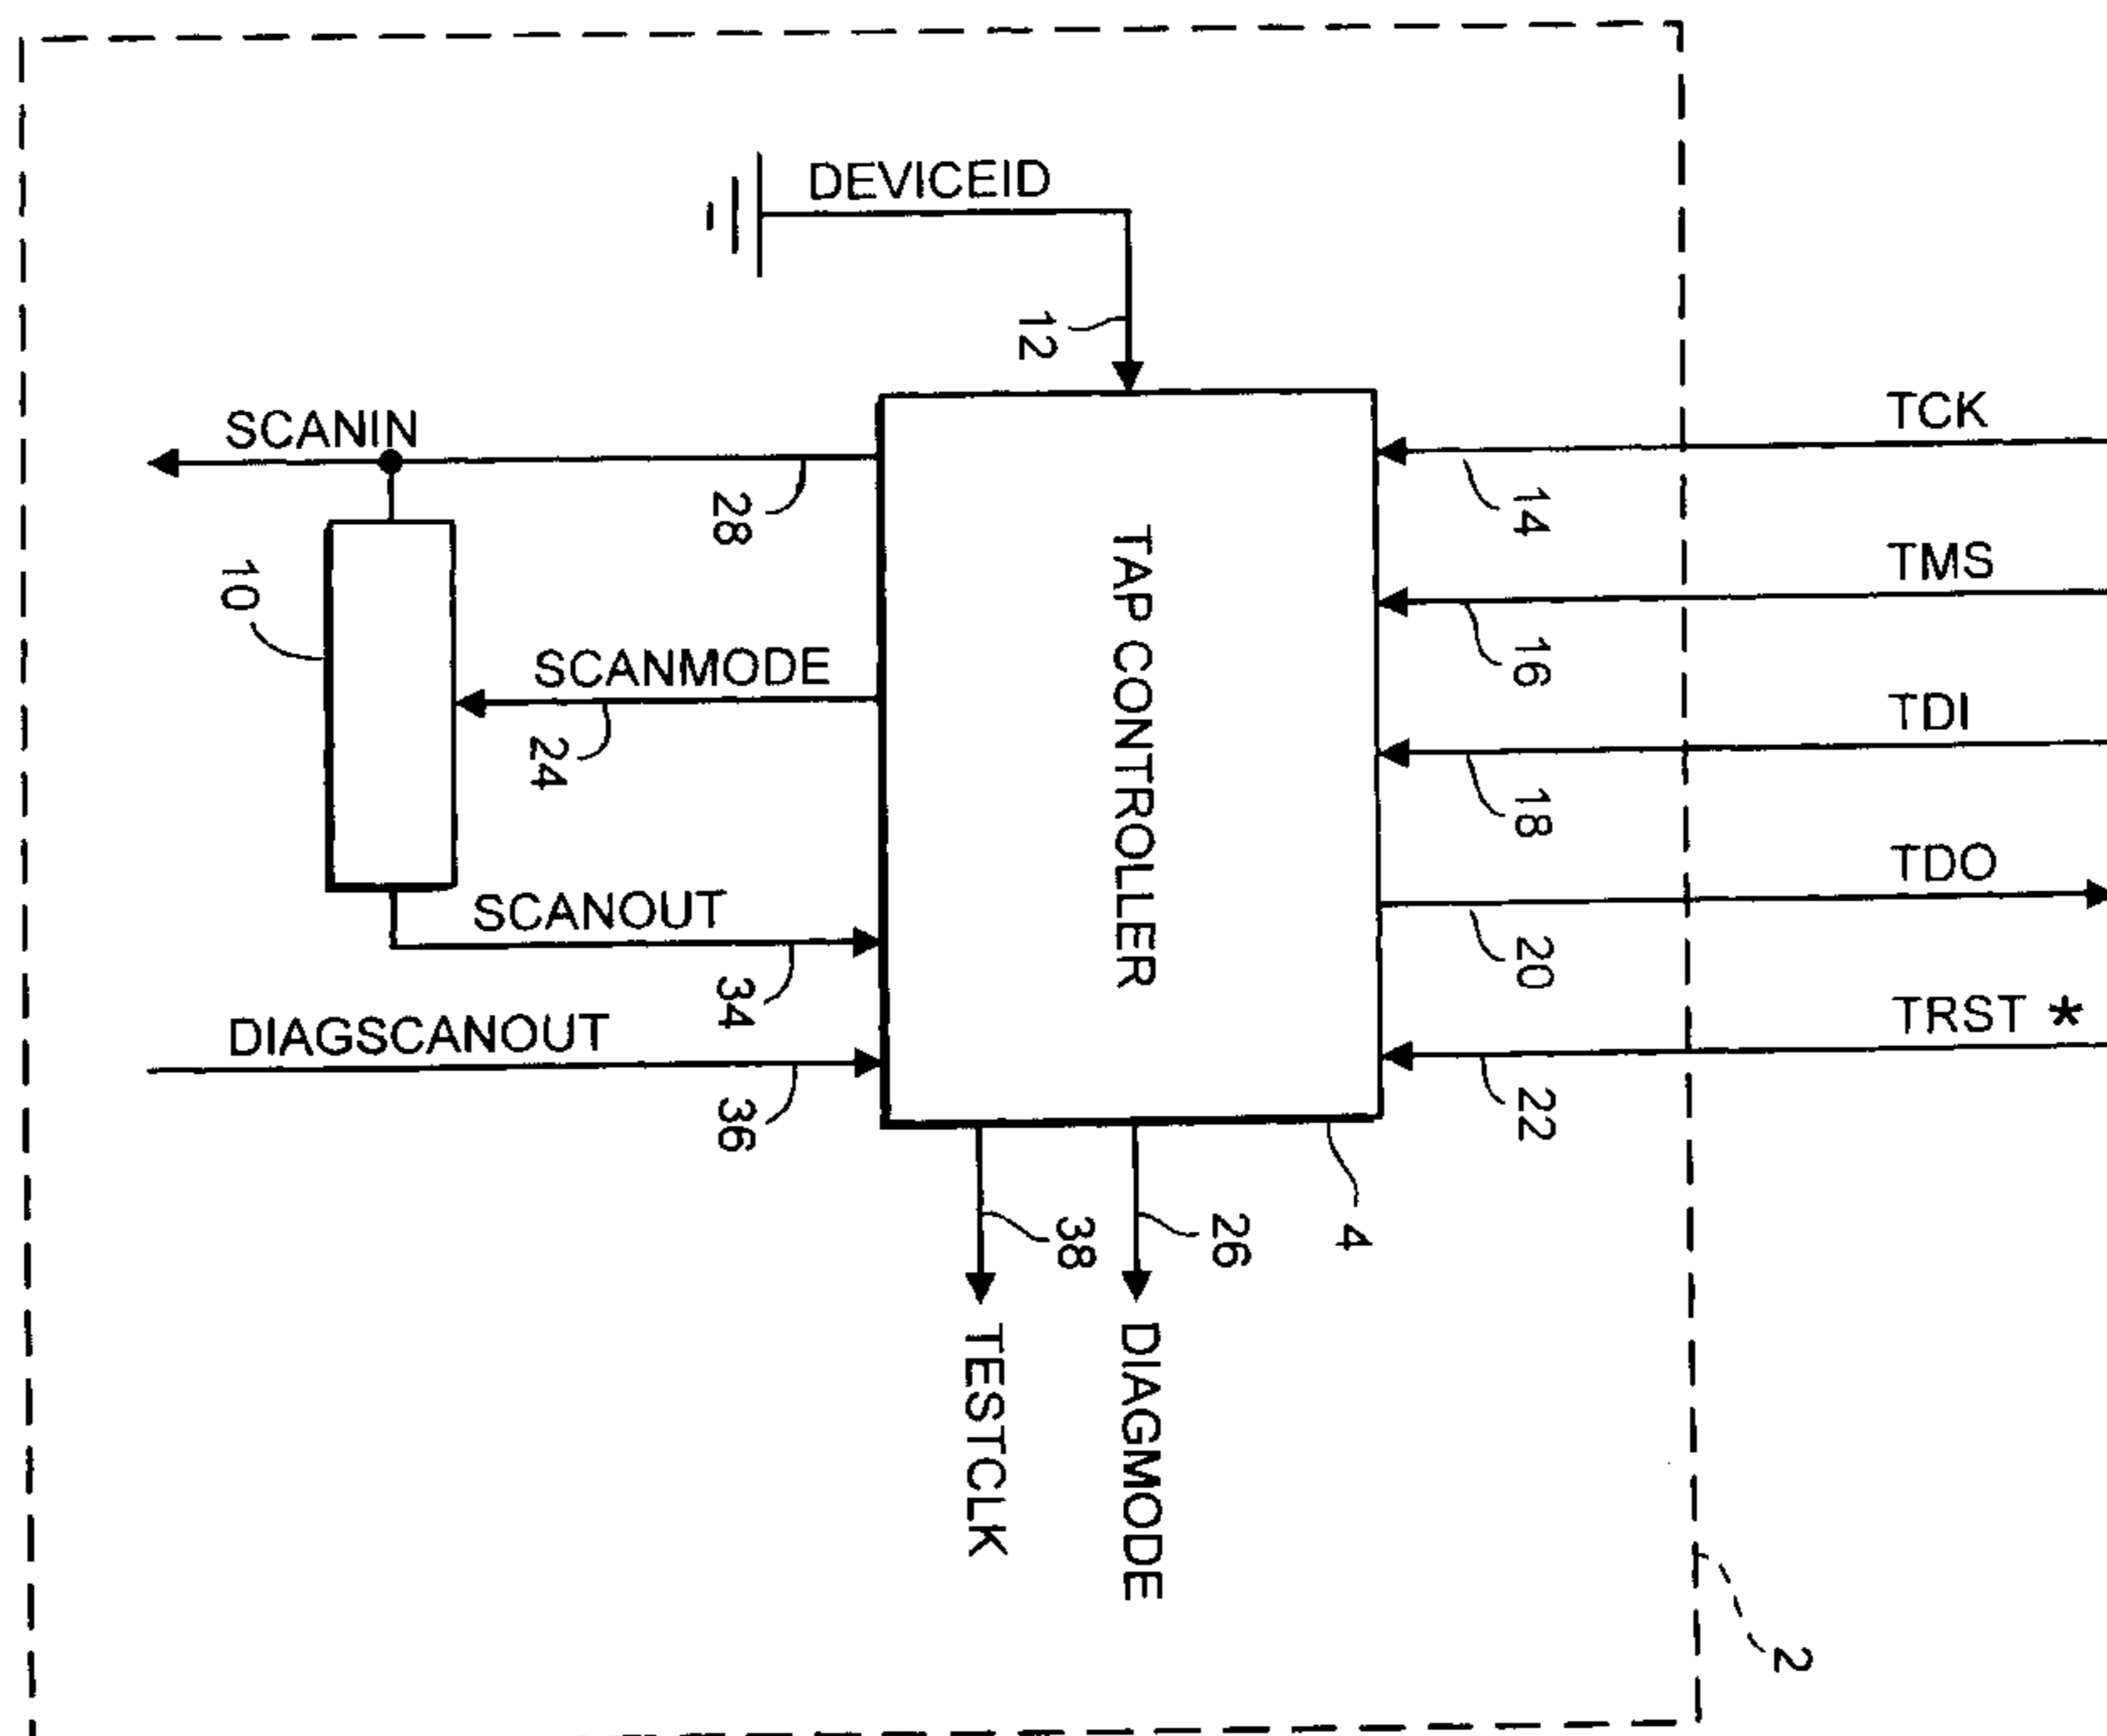 DEVICEID
12
SCANIN
28
TCK
14
TAP CONTROLLER
TMS
16
10
SCANMODE
24
TDI
18
TDO
20
SCANOUT
34
TRST *
22
DIAGSCANOUT
36
4
26
38
DIAGMODE
TESTCLK
2